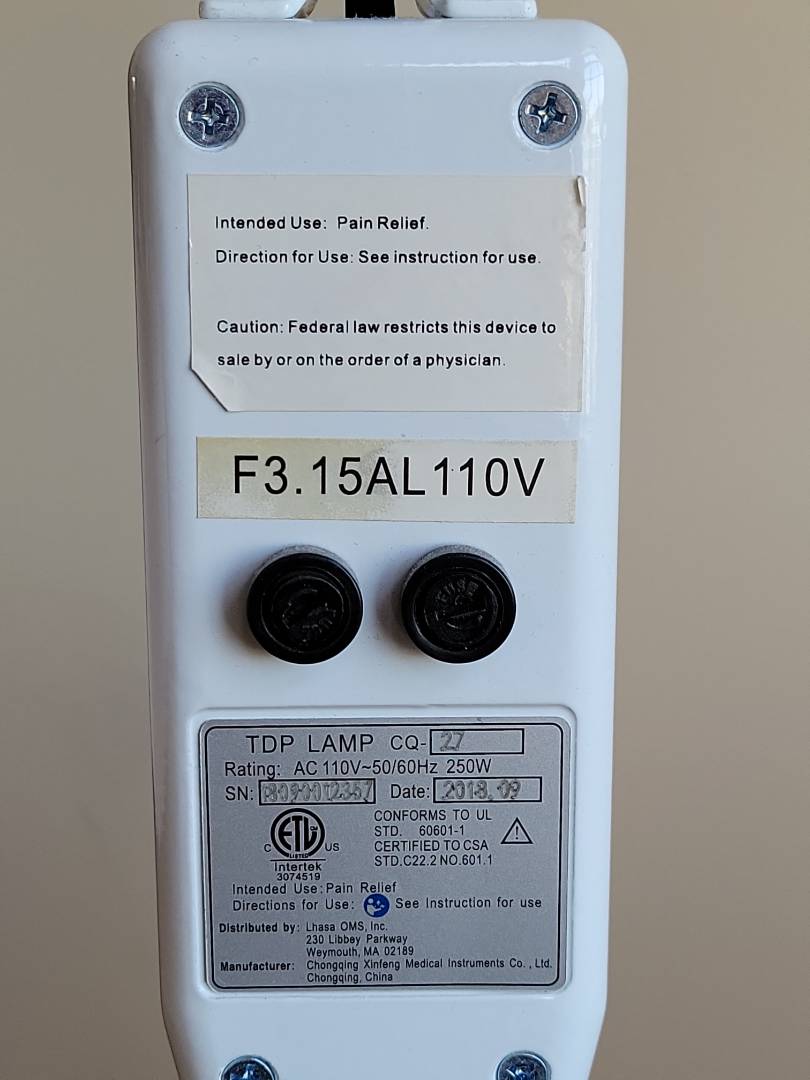 Intended Use: Pain Relief.
Direction for Use: See instruction for use.
Caution: Federal law restricts this device to
sale by or on the order of a physician.
F3.15AL110V
FUSE
TDP LAMP CQ-27
Rating: AC 110V~50/60Hz 250W
SN: Date: 2018.09
CONFORMS TO UL
STD. 60601-1
CERTIFIED TO CSA
STD.C22.2 NO.601.1
C ETL US
LISTED
Intertek
3074519
Intended Use: Pain Relief
Directions for Use: See Instruction for use
Distributed by: Lhasa OMS, Inc.
230 Libbey Parkway
Weymouth, MA 02189
Manufacturer: Chongqing Xinfeng Medical Instruments Co., Ltd.
Chongqing, China